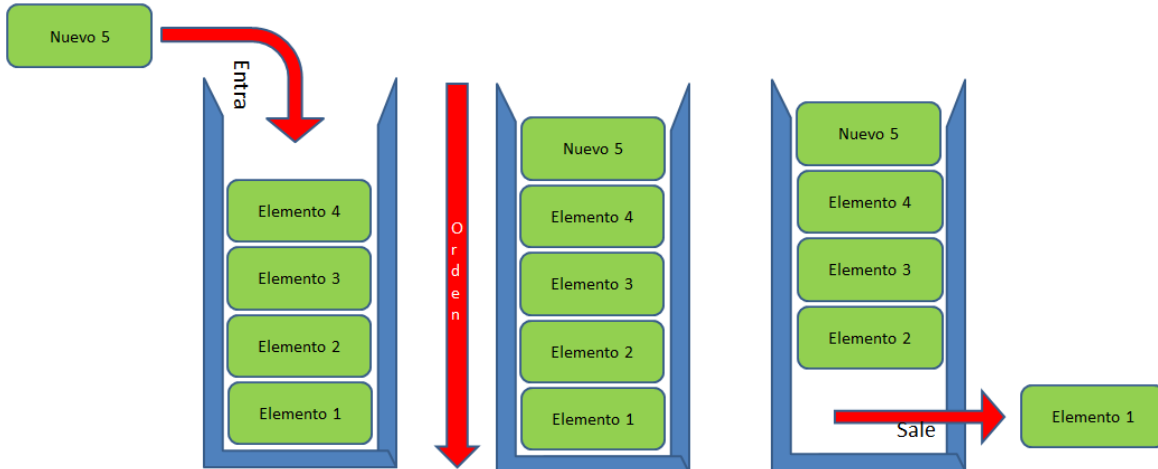 Nuevo 5
Entra
Elemento 4
Elemento 3
Elemento 2
Elemento 1
Orden
Nuevo 5
Elemento 4
Elemento 3
Elemento 2
Elemento 1
Nuevo 5
Elemento 4
Elemento 3
Elemento 2
Sale
Elemento 1